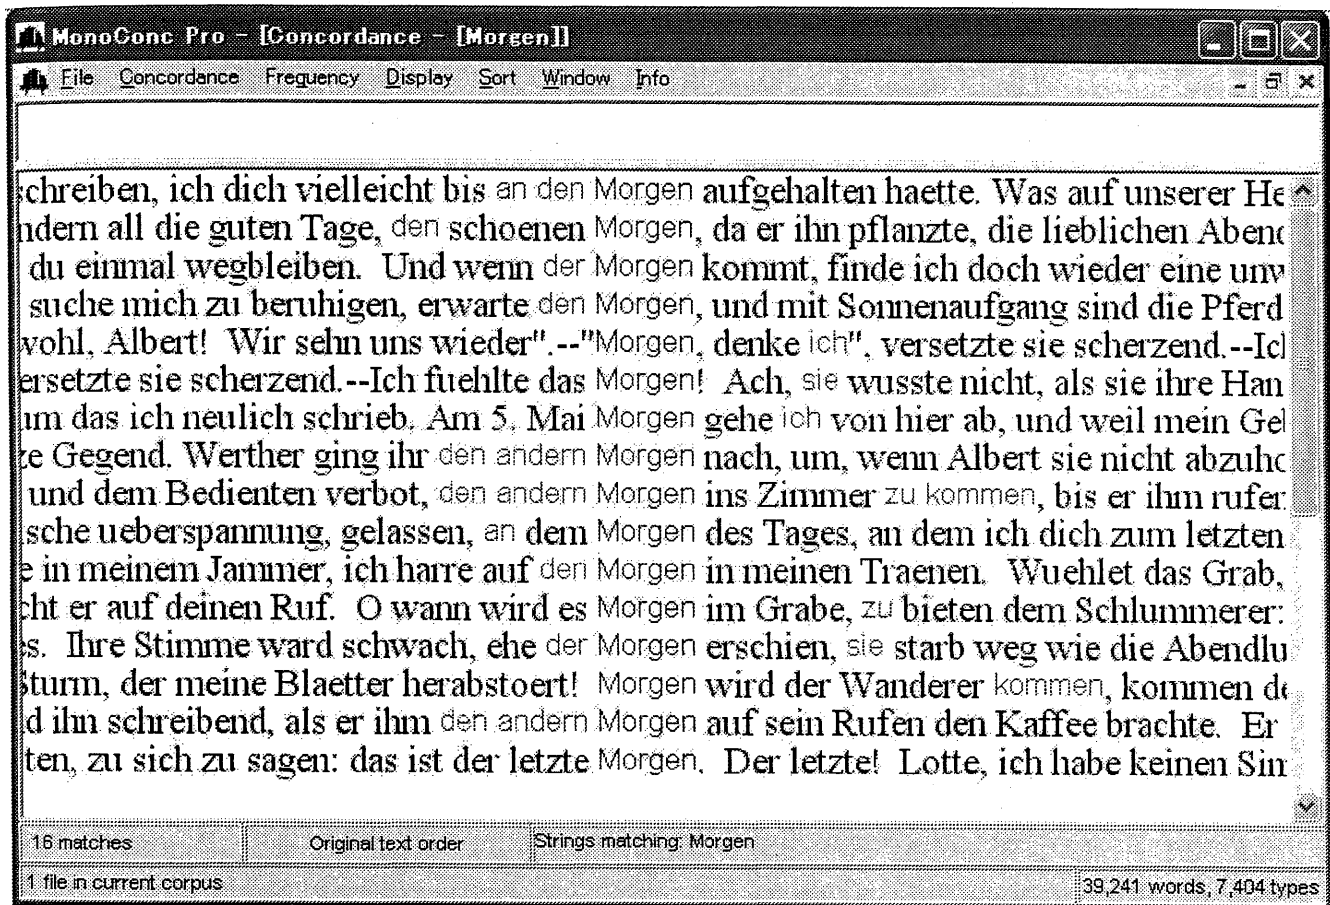 MonoConc Pro - [Concordance - [Morgen]]
File Concordance Frequency Display Sort Window Info
schreiben, ich dich vielleicht bis an den Morgen aufgehalten haette. Was auf unserer He
ndern all die guten Tage, den schoenen Morgen, da er ihn pflanzte, die lieblichen Abend
du einmal wegbleiben. Und wenn der Morgen kommt, finde ich doch wieder eine unw
suche mich zu beruhigen, erwarte den Morgen, und mit Sonnenaufgang sind die Pferd
wohl, Albert! Wir sehn uns wieder".--"Morgen, denke ich", versetzte sie scherzend.--Ich
ersetzte sie scherzend.--Ich fuehlte das Morgen! Ach, sie wusste nicht, als sie ihre Han
um das ich neulich schrieb. Am 5. Mai Morgen gehe ich von hier ab, und weil mein Gel
e Gegend. Werther ging ihr den andern Morgen nach, um, wenn Albert sie nicht abzuho
und dem Bedienten verbot, den andern Morgen ins Zimmer zu kommen, bis er ihm rufen
ische ueberspannung, gelassen, an dem Morgen des Tages, an dem ich dich zum letzten
e in meinem Jammer, ich harre auf den Morgen in meinen Traenen. Wuehlet das Grab,
cht er auf deinen Ruf. O wann wird es Morgen im Grabe, zu bieten dem Schlummerer:
s. Ihre Stimme ward schwach, ehe der Morgen erschien, sie starb weg wie die Abendlu
Sturm, der meine Blaetter herabstoert! Morgen wird der Wanderer kommen, kommen de
d ihn schreibend, als er ihm den andern Morgen auf sein Rufen den Kaffee brachte. Er
ten, zu sich zu sagen: das ist der letzte Morgen. Der letzte! Lotte, ich habe keinen Sin
16 matches Original text order Strings matching: Morgen
1 file in current corpus 39,241 words, 7,404 types